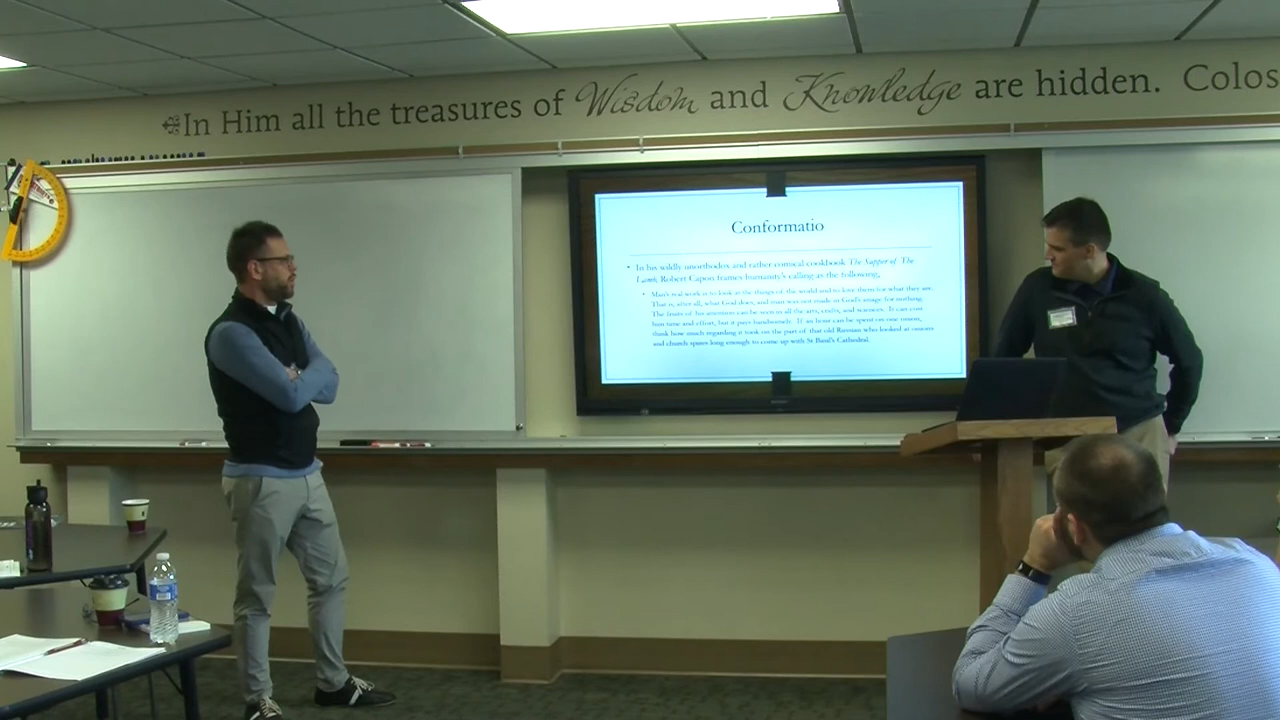 In Him all the treasures of Wisdom and Knowledge are hidden. Colos
Conformatio
• In his wildly unorthodox and rather comical cookbook The Supper of The
Lamb, Robert Capon frames humanity's calling as the following,
• Man's real work is to look at the things of the world and to love them for what they are.
That is, after all, what God does, and man was not made in God's image for nothing.
The fruits of his attention can be seen in all the arts, crafts, and sciences. It can cost
him time and effort, but it pays handsomely. If an hour can be spent on one onion,
think how much regarding it took on the part of that old Russian who looked at onions
and church spires long enough to come up with St Basil's Cathedral.